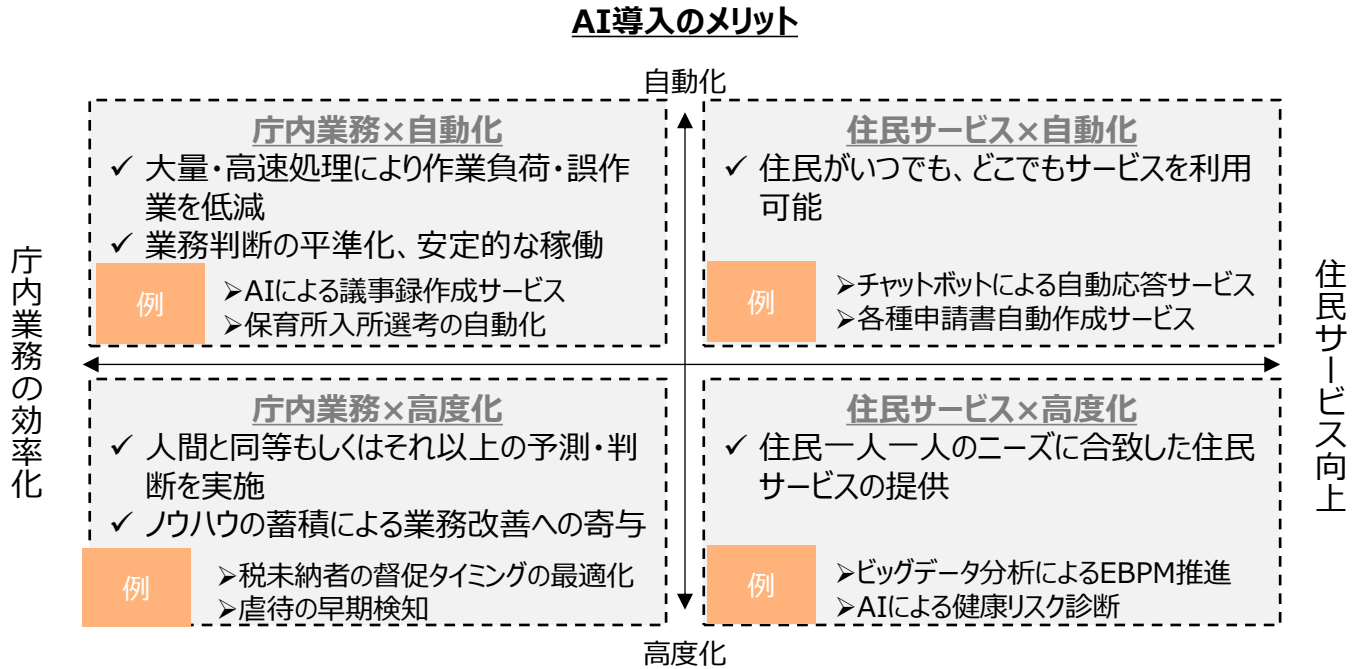 AI導入のメリット
自動化
庁内業務×自動化
✓ 大量・高速処理により作業負荷・誤作
業を低減
✓ 業務判断の平準化、安定的な稼働
例
➢AIによる議事録作成サービス
➢保育所入所選考の自動化
住民サービス×自動化
✓ 住民がいつでも、どこでもサービスを利用
可能
例
➢チャットボットによる自動応答サービス
➢各種申請書自動作成サービス
庁内業務の効率化
住民サービス向上
庁内業務×高度化
✓ 人間と同等もしくはそれ以上の予測・判
断を実施
✓ ノウハウの蓄積による業務改善への寄与
例
➢税未納者の督促タイミングの最適化
➢虐待の早期検知
住民サービス×高度化
✓ 住民一人一人のニーズに合致した住民
サービスの提供
例
➢ビッグデータ分析によるEBPM推進
➢AIによる健康リスク診断
高度化